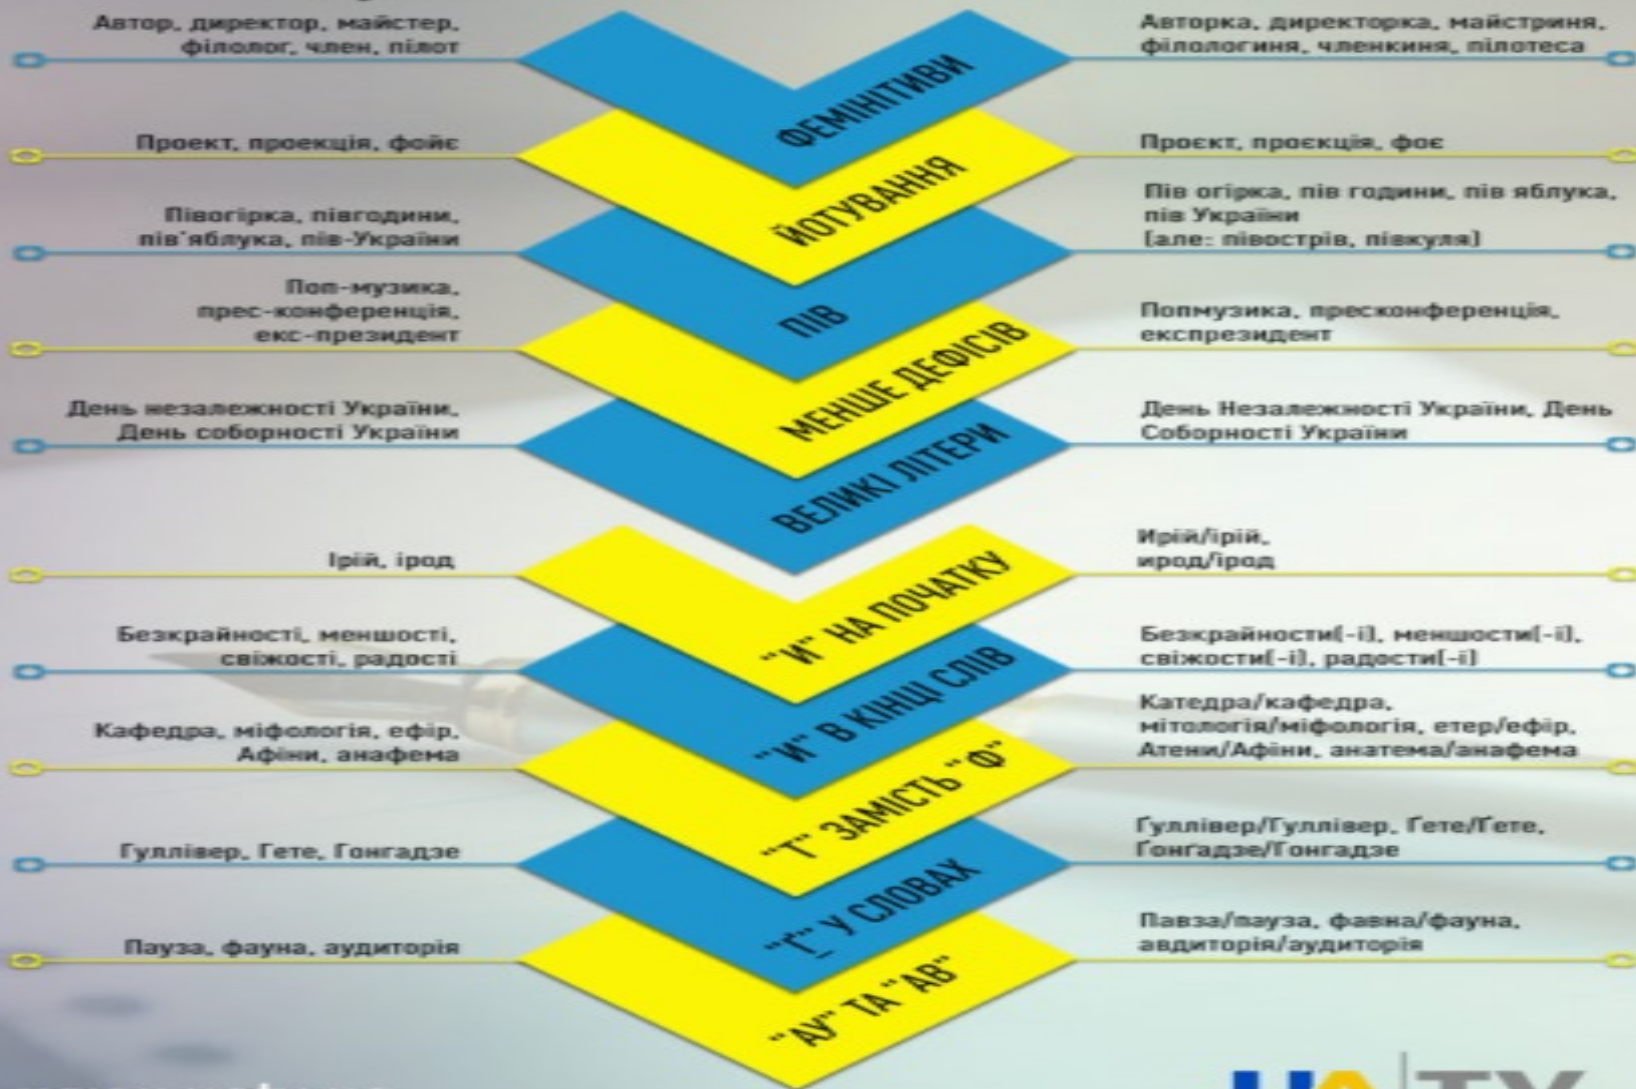 Автор, директор, майстер,
філолог, член, пілот
ФЕМІНІТИВИ
Авторка, директорка, майстриня,
філологиня, членкиня, пілотеса
Проект, проекція, фойє
ЙОТУВАННЯ
Проєкт, проєкція, фоє
Півогірка, півгодини,
пів'яблука, пів-України
ПІВ
Пів огірка, пів години, пів яблука,
пів України
(але: півострів, півкуля)
Поп-музика,
прес-конференція,
екс-президент
МЕНШЕ ДЕФІСІВ
Попмузика, пресконференція,
експрезидент
День незалежності України,
День соборності України
ВЕЛИКІ ЛІТЕРИ
День Незалежності України, День
Соборності України
Ірій, ірод
"И" НА ПОЧАТКУ
Ирій/ірій,
ирод/ірод
Безкрайності, меншості,
свіжості, радості
"И" В КІНЦІ СЛІВ
Безкрайности(-і), меншости(-і),
свіжости(-і), радости(-і)
Кафедра, міфологія, ефір,
Афіни, анафема
"Т" ЗАМІСТЬ "Ф"
Катедра/кафедра,
мітологія/міфологія, етер/ефір,
Атени/Афіни, анатема/анафема
Гуллівер, Гете, Гонгадзе
"Ґ" У СЛОВАХ
Ґуллівер/Гуллівер, Ґете/Гете,
Ґонґадзе/Гонгадзе
Пауза, фауна, аудиторія
"АУ" ТА "АВ"
Павза/пауза, фавна/фауна,
авдиторія/аудиторія